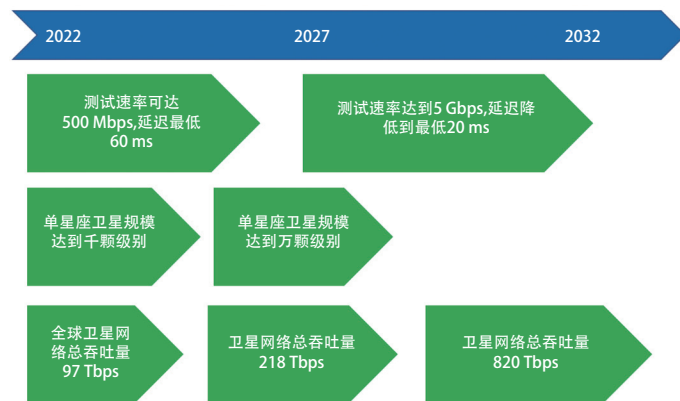 2022
2027
2032
测试速率可达
500 Mbps,延迟最低
60 ms
测试速率达到5 Gbps,延迟降
低到最低20 ms
单星座卫星规模
达到千颗级别
单星座卫星规模
达到万颗级别
全球卫星网
络总吞吐量
97 Tbps
卫星网络总吞吐量
218 Tbps
卫星网络总吞吐量
820 Tbps